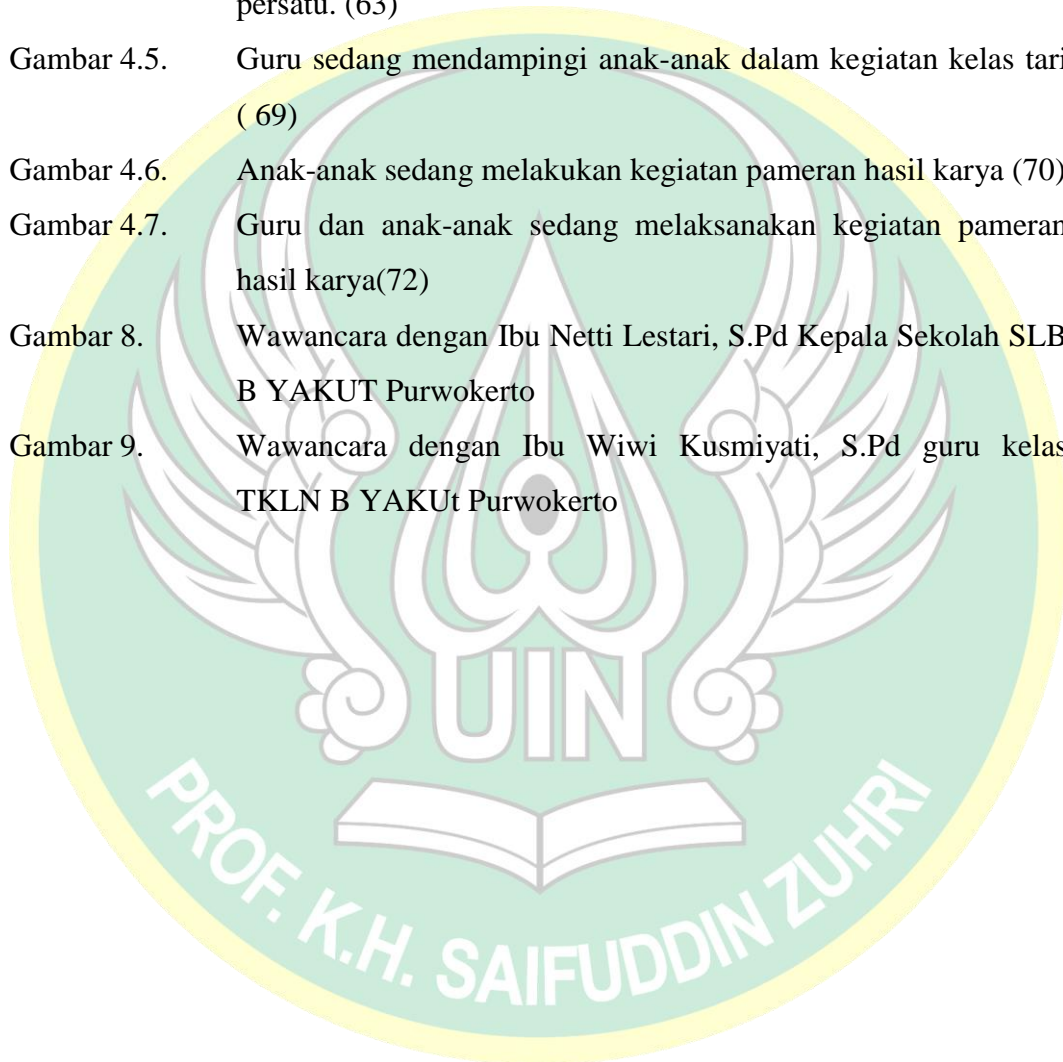 persatu. (63)
Gambar 4.5. Guru sedang mendampingi anak-anak dalam kegiatan kelas tari
( 69)
Gambar 4.6. Anak-anak sedang melakukan kegiatan pameran hasil karya (70)
Gambar 4.7. Guru dan anak-anak sedang melaksanakan kegiatan pameran
hasil karya(72)
Gambar 8. Wawancara dengan Ibu Netti Lestari, S.Pd Kepala Sekolah SLB
B YAKUT Purwokerto
Gambar 9. Wawancara dengan Ibu Wiwi Kusmiyati, S.Pd guru kelas
TKLN B YAKUt Purwokerto
UIN
PROF. K.H. SAIFUDDIN ZUHRI